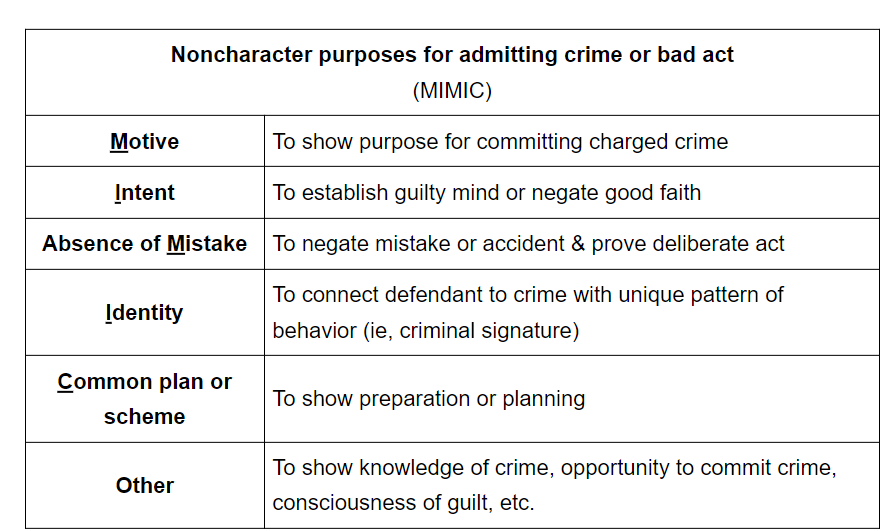 Noncharacter purposes for admitting crime or bad act
(MIMIC)
Motive
To show purpose for committing charged crime
Intent
To establish guilty mind or negate good faith
Absence of Mistake
To negate mistake or accident & prove deliberate act
Identity
To connect defendant to crime with unique pattern of
behavior (ie, criminal signature)
Common plan or
scheme
To show preparation or planning
Other
To show knowledge of crime, opportunity to commit crime,
consciousness of guilt, etc.